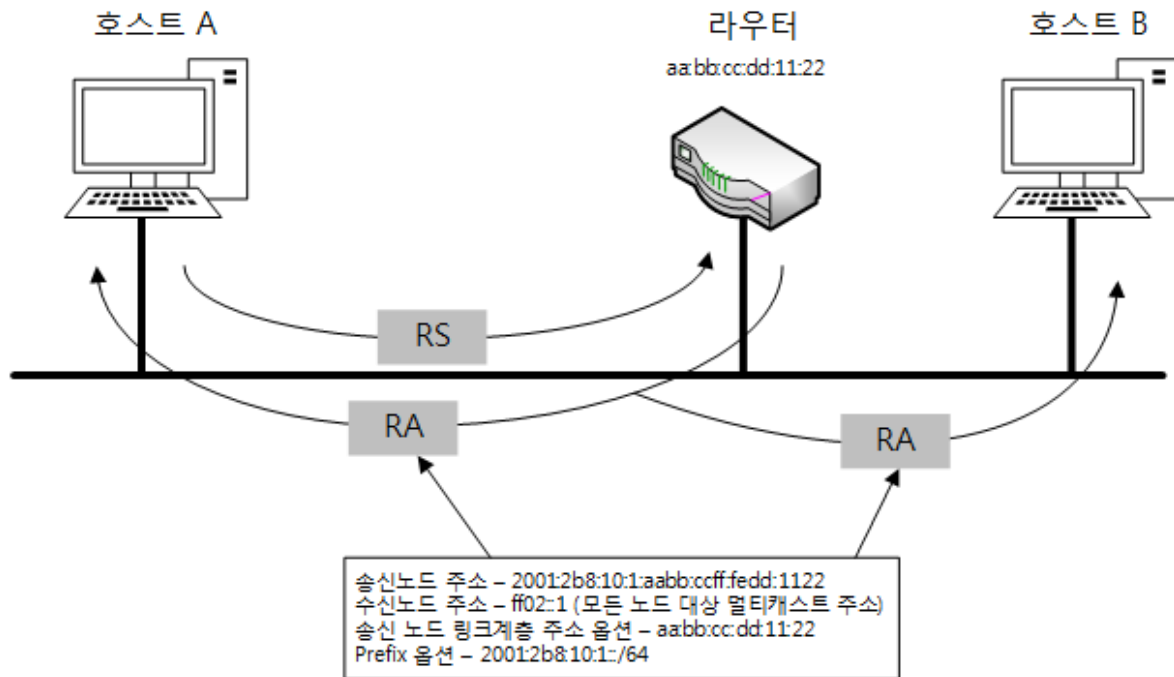 호스트 A
라우터
호스트 B
aa:bb:cc:dd:11:22
RS
RA
RA
송신노드 주소 – 2001:2b8:10:1:aabb:ccff:fedd:1122
수신노드 주소 – ff02::1 (모든 노드 대상 멀티캐스트 주소)
송신 노드 링크계층 주소 옵션 – aa:bb:cc:dd:11:22
Prefix 옵션 – 2001:2b8:10:1::/64